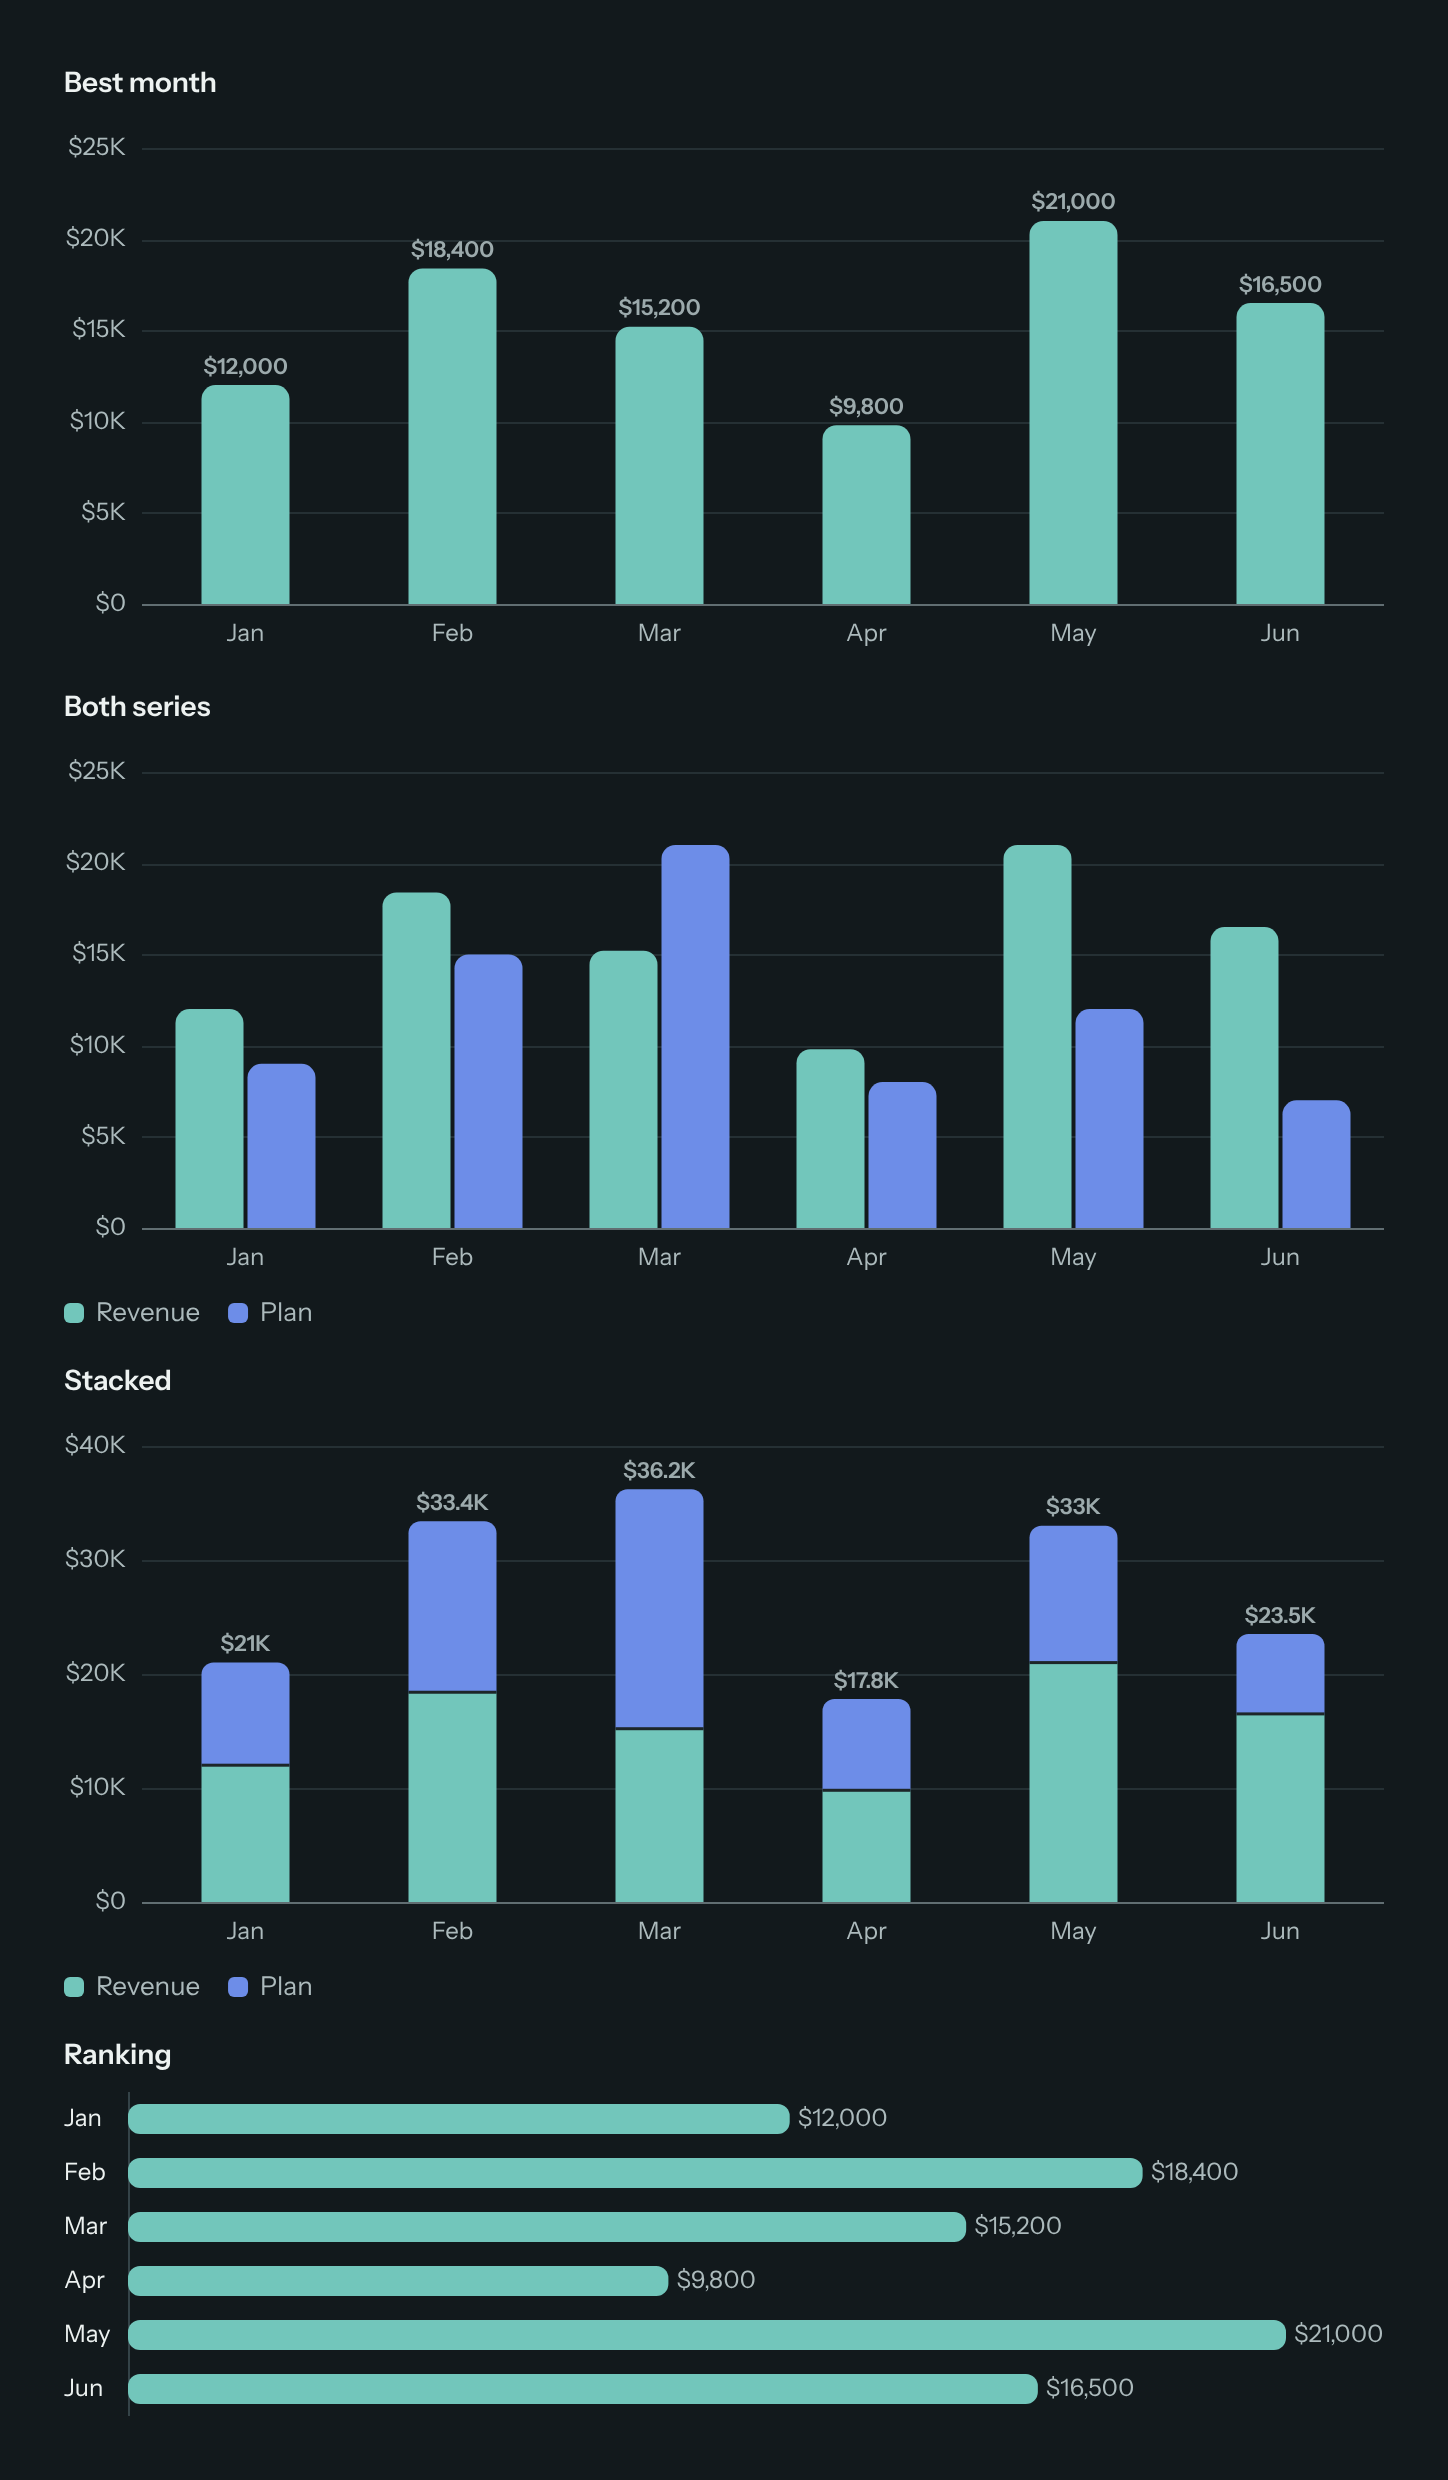 Best month
$25K
$20K
$15K
$10K
$5K
$0
$12,000
$18,400
$15,200
$9,800
$21,000
$16,500
Jan Feb Mar Apr May Jun
Both series
$25K
$20K
$15K
$10K
$5K
$0
Jan Feb Mar Apr May Jun
Revenue Plan
Stacked
$40K
$30K
$20K
$10K
$0
$21K
$33.4K
$36.2K
$17.8K
$33K
$23.5K
Jan Feb Mar Apr May Jun
Revenue Plan
Ranking
Jan $12,000
Feb $18,400
Mar $15,200
Apr $9,800
May $21,000
Jun $16,500